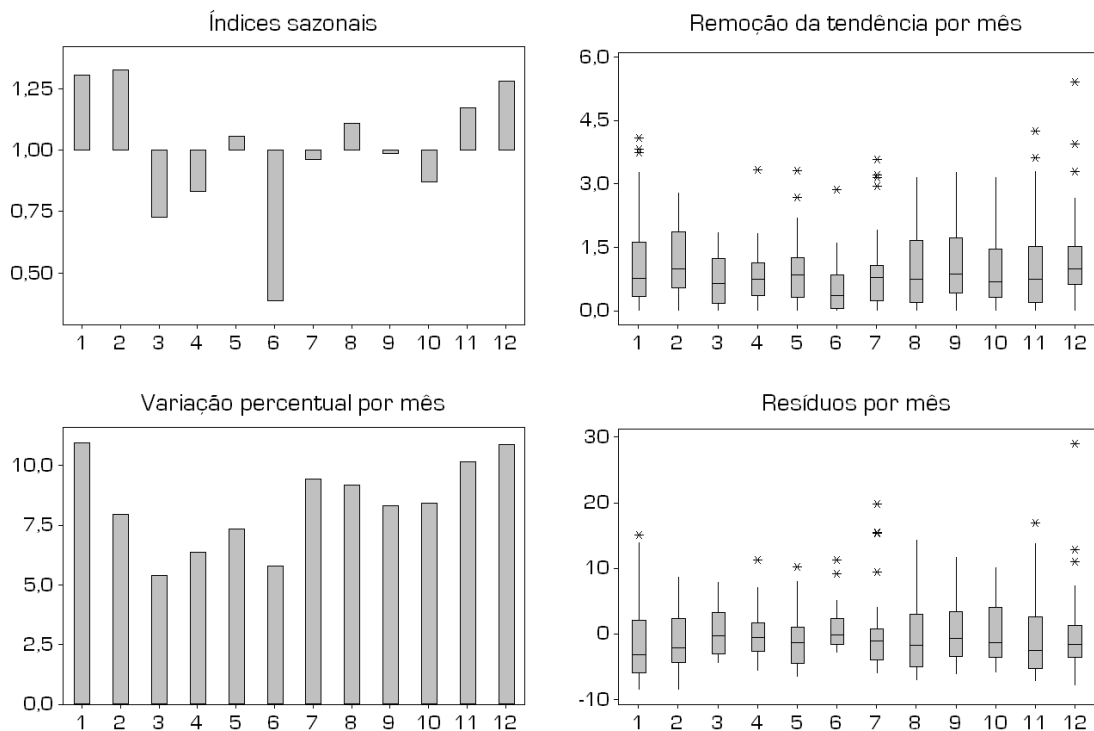 Índices sazonais
1,25
1,00
0,75
0,50
1 2 3 4 5 6 7 8 9 10 11 12
Remoção da tendência por mês
6,0
4,5
3,0
1,5
0,0
1 2 3 4 5 6 7 8 9 10 11 12
Variação percentual por mês
10,0
7,5
5,0
2,5
0,0
1 2 3 4 5 6 7 8 9 10 11 12
Resíduos por mês
30
20
10
0
-10
1 2 3 4 5 6 7 8 9 10 11 12